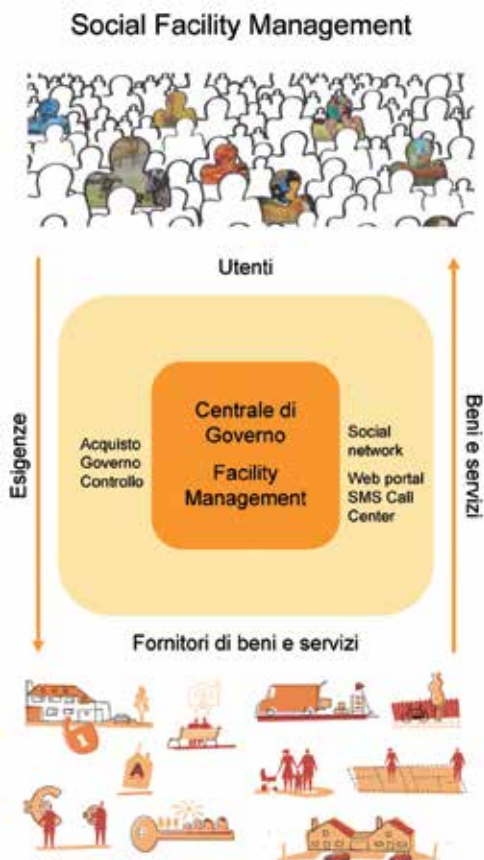 Social Facility Management
Utenti
Esigenze
Acquisto
Governo
Controllo
Centrale di
Governo
Facility
Management
Social
network
Web portal
SMS Call
Center
Beni e servizi
Fornitori di beni e servizi
1
A